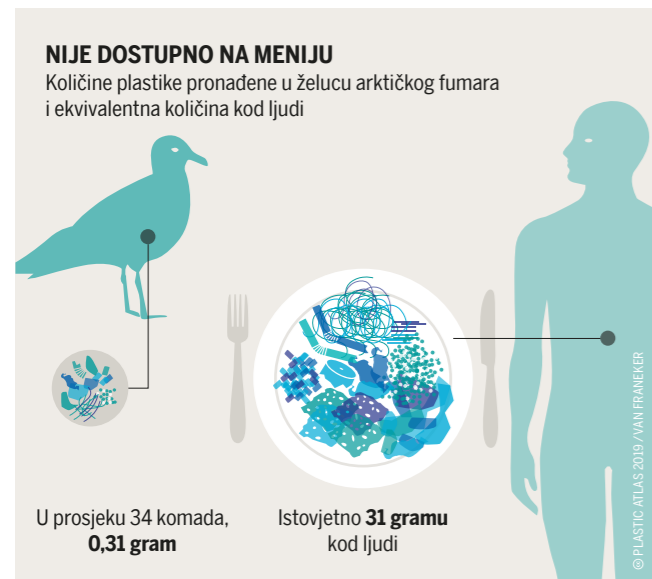 NIJE DOSTUPNO NA MENIJU
Količine plastike pronađene u želucu arktičkog fumara
i ekvivalentna količina kod ljudi
U prosjeku 34 komada,
0,31 gram
Istovjetno 31 gramu
kod ljudi
© PLASTIC ATLAS 2019 / VAN FRANEKER